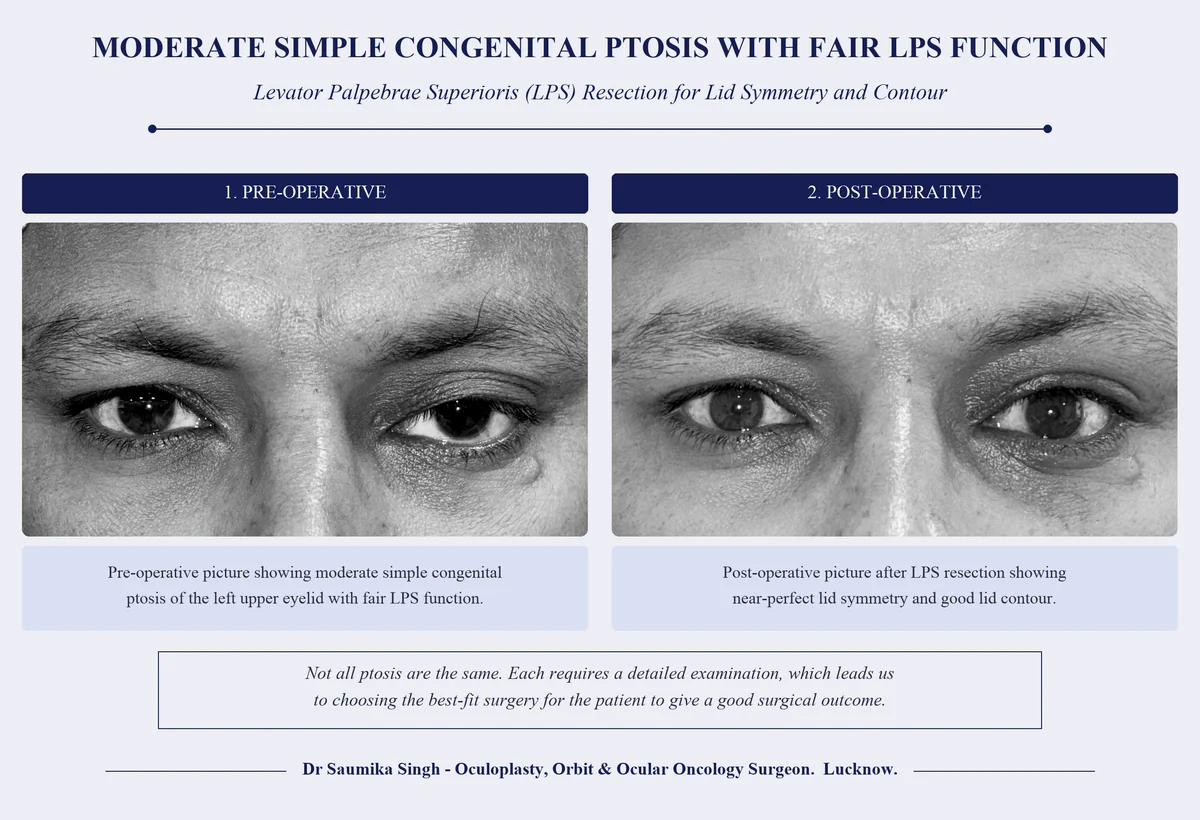 MODERATE SIMPLE CONGENITAL PTOSIS WITH FAIR LPS FUNCTION
Levator Palpebrae Superioris (LPS) Resection for Lid Symmetry and Contour
1. PRE-OPERATIVE
2. POST-OPERATIVE
Pre-operative picture showing moderate simple congenital
ptosis of the left upper eyelid with fair LPS function.
Post-operative picture after LPS resection showing
near-perfect lid symmetry and good lid contour.
Not all ptosis are the same. Each requires a detailed examination, which leads us
to choosing the best-fit surgery for the patient to give a good surgical outcome.
Dr Saumika Singh - Oculoplasty, Orbit & Ocular Oncology Surgeon.  Lucknow.